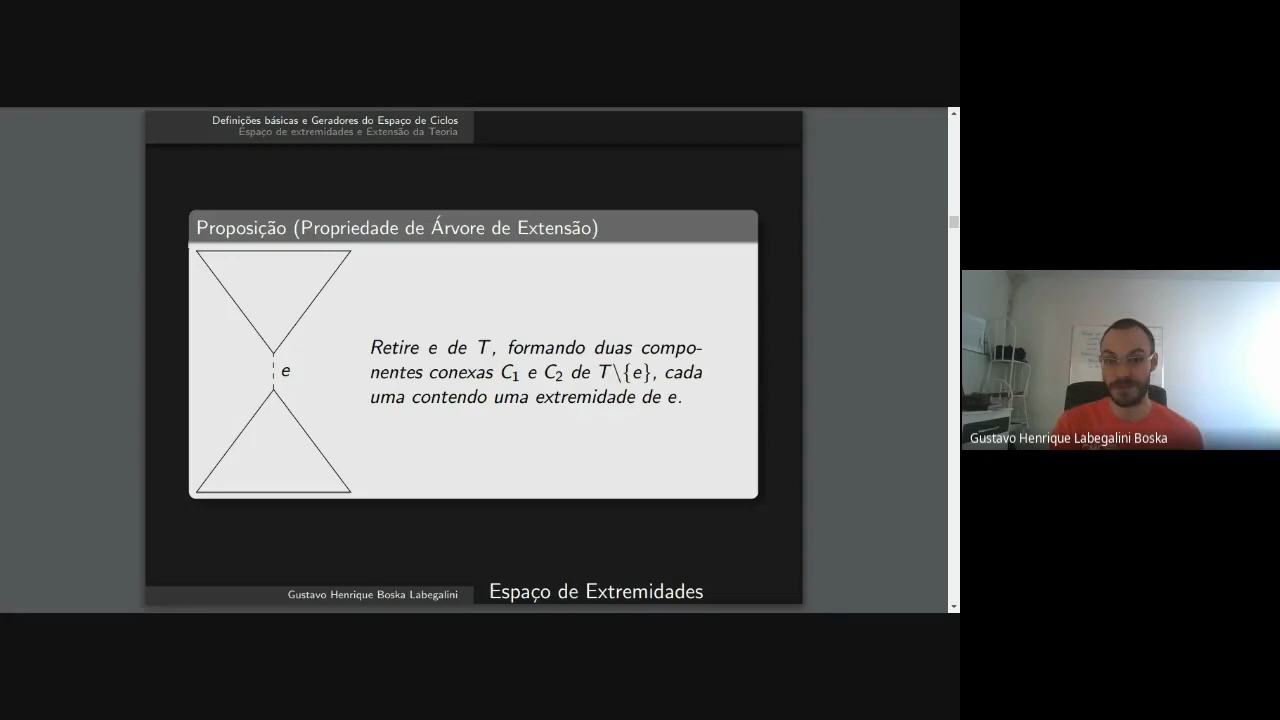 Definições básicas e Geradores do Espaço de Ciclos
Espaço de extremidades e Extensão da Teoria
Proposição (Propriedade de Árvore de Extensão)
e
Retire e de T, formando duas compo-
nentes conexas C₁ e C₂ de T\{e}, cada
uma contendo uma extremidade de e.
Gustavo Henrique Boska Labegalini
Espaço de Extremidades
Gustavo Henrique Labegalini Boska